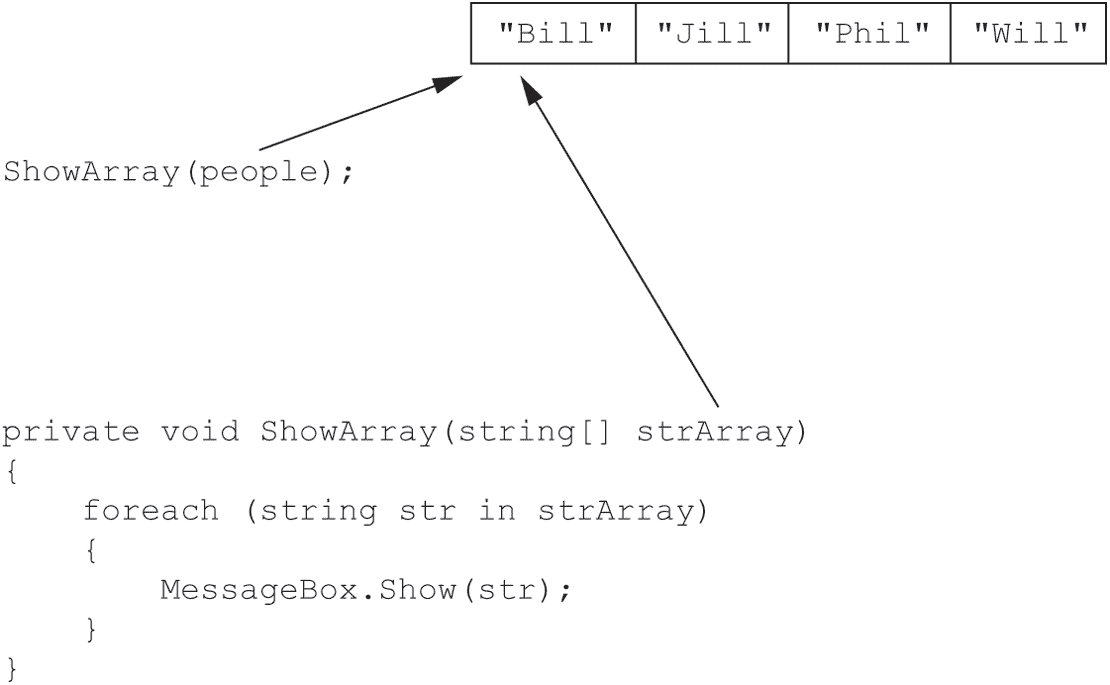 "Bill" "Jill" "Phil" "Will"
ShowArray(people);
private void ShowArray(string[] strArray)
{
    foreach (string str in strArray)
    {
        MessageBox.Show(str);
    }
}